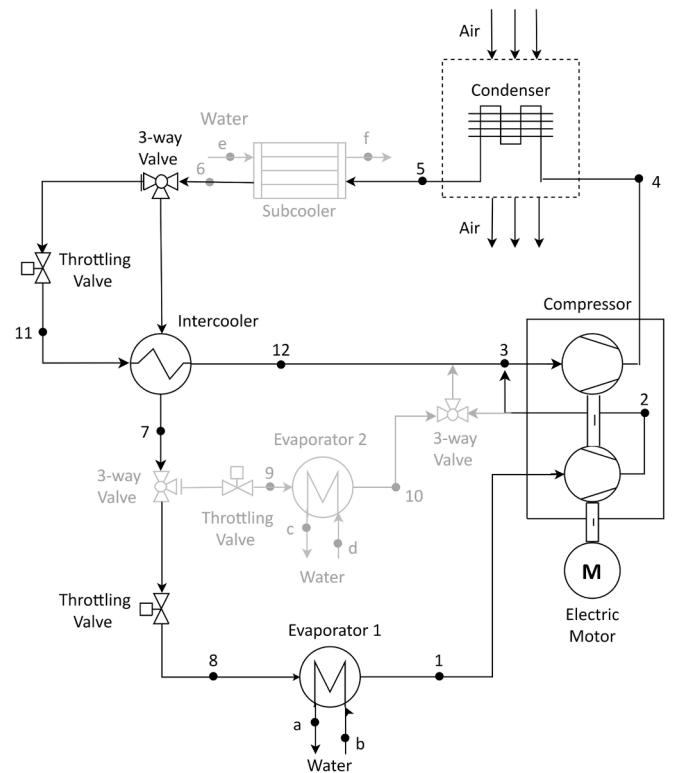 Air
Condenser
Water
e
f
3-way
Valve
6
5
4
Subcooler
Air
Throttling
Valve
Compressor
Intercooler
11
12
3
2
I
7
Evaporator 2
3-way
Valve
3-way
Valve
9
10
Throttling
Valve
c
d
I
Water
M
Throttling
Valve
Electric
Motor
Evaporator 1
8
1
a
b
Water